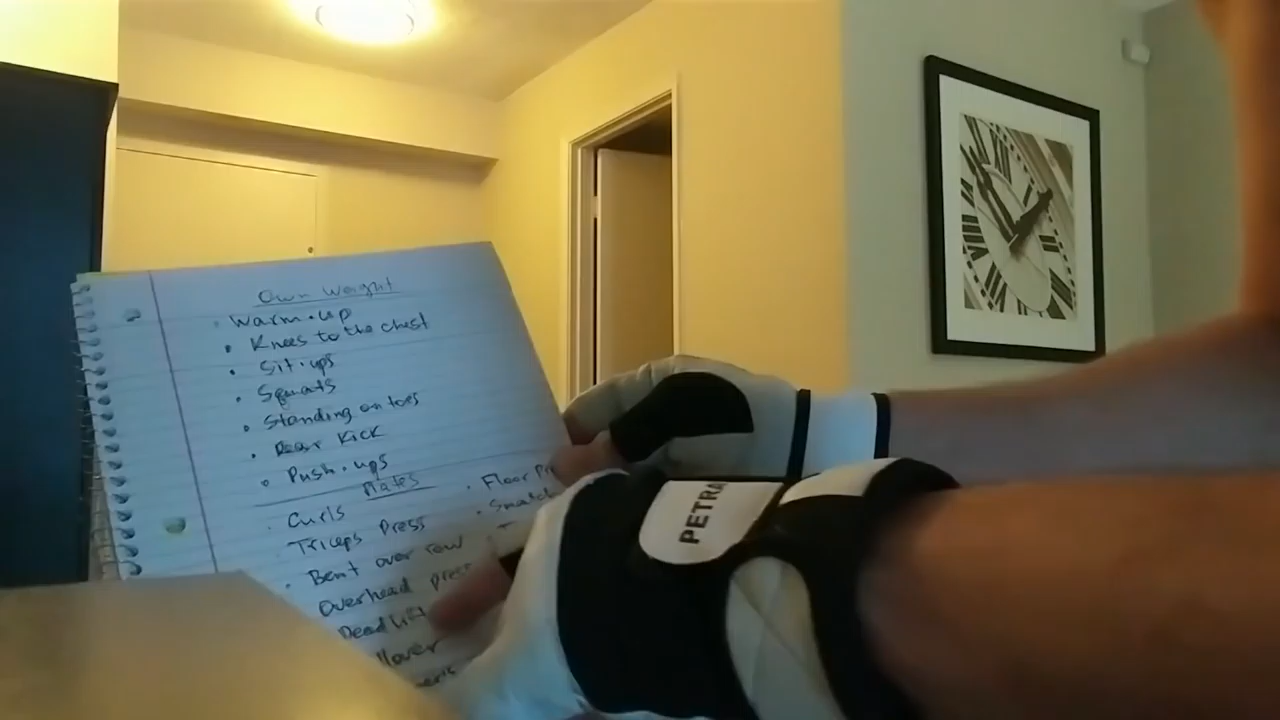 Own Weight
Warm-up
• Knees to the chest
• Sit-ups
• Squats
• Standing on toes
• Rear Kick
• Push-ups
Plates
• Curls
Triceps Press
• Bent over row
Overhead press
Dead lift
• Floor
•
PETRA